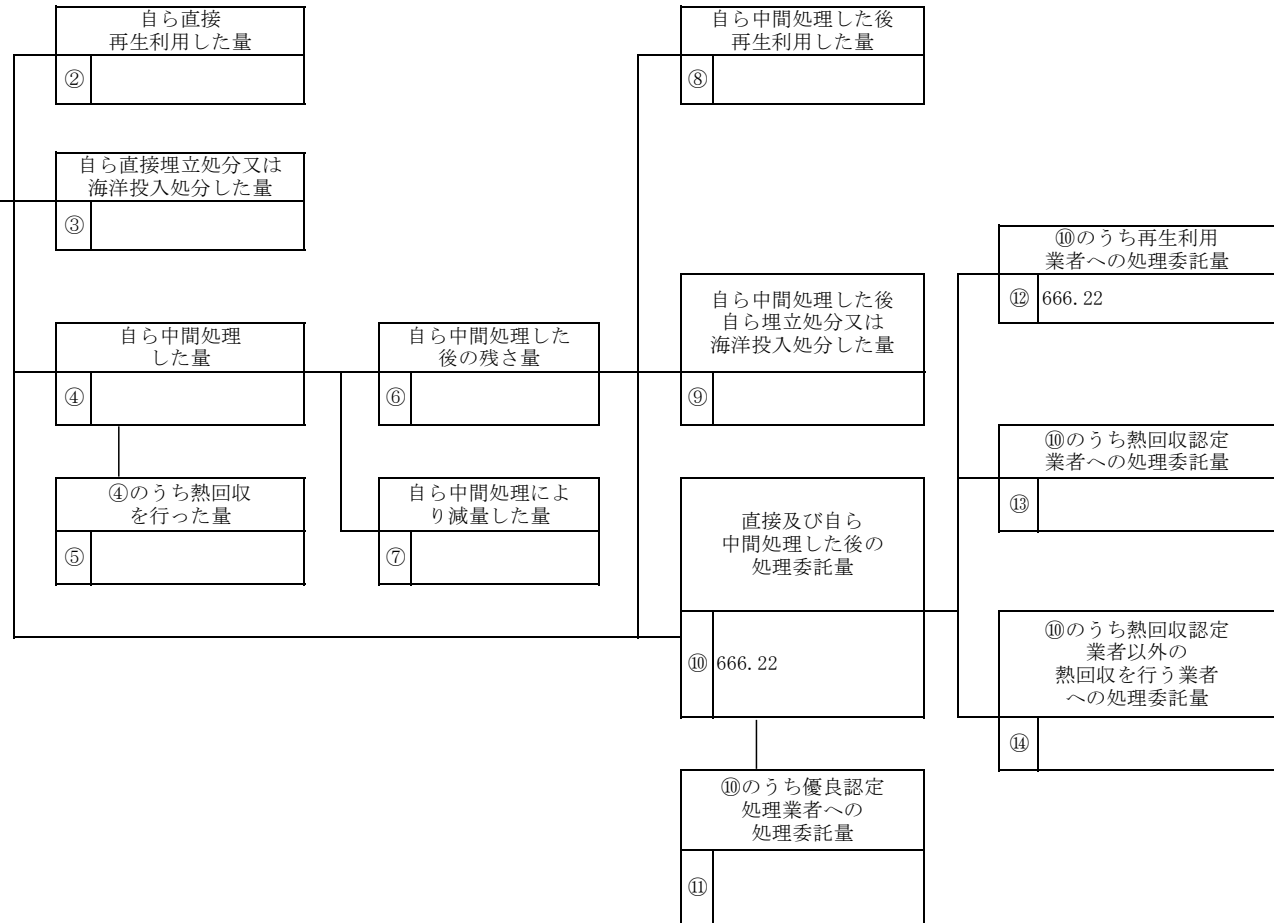 自ら直接
再生利用した量
②
自ら中間処理した後
再生利用した量
⑧
自ら直接埋立処分又は
海洋投入処分した量
③
⑩のうち再生利用
業者への処理委託量
⑫ 666.22
自ら中間処理
した量
④
自ら中間処理した
後の残さ量
⑥
自ら中間処理した後
自ら埋立処分又は
海洋投入処分した量
⑨
⑩のうち熱回収認定
業者への処理委託量
⑬
④のうち熱回収
を行った量
⑤
自ら中間処理によ
り減量した量
⑦
直接及び自ら
中間処理した後の
処理委託量
⑩ 666.22
⑩のうち熱回収認定
業者以外の
熱回収を行う業者
への処理委託量
⑭
⑩のうち優良認定
処理業者への
処理委託量
⑪